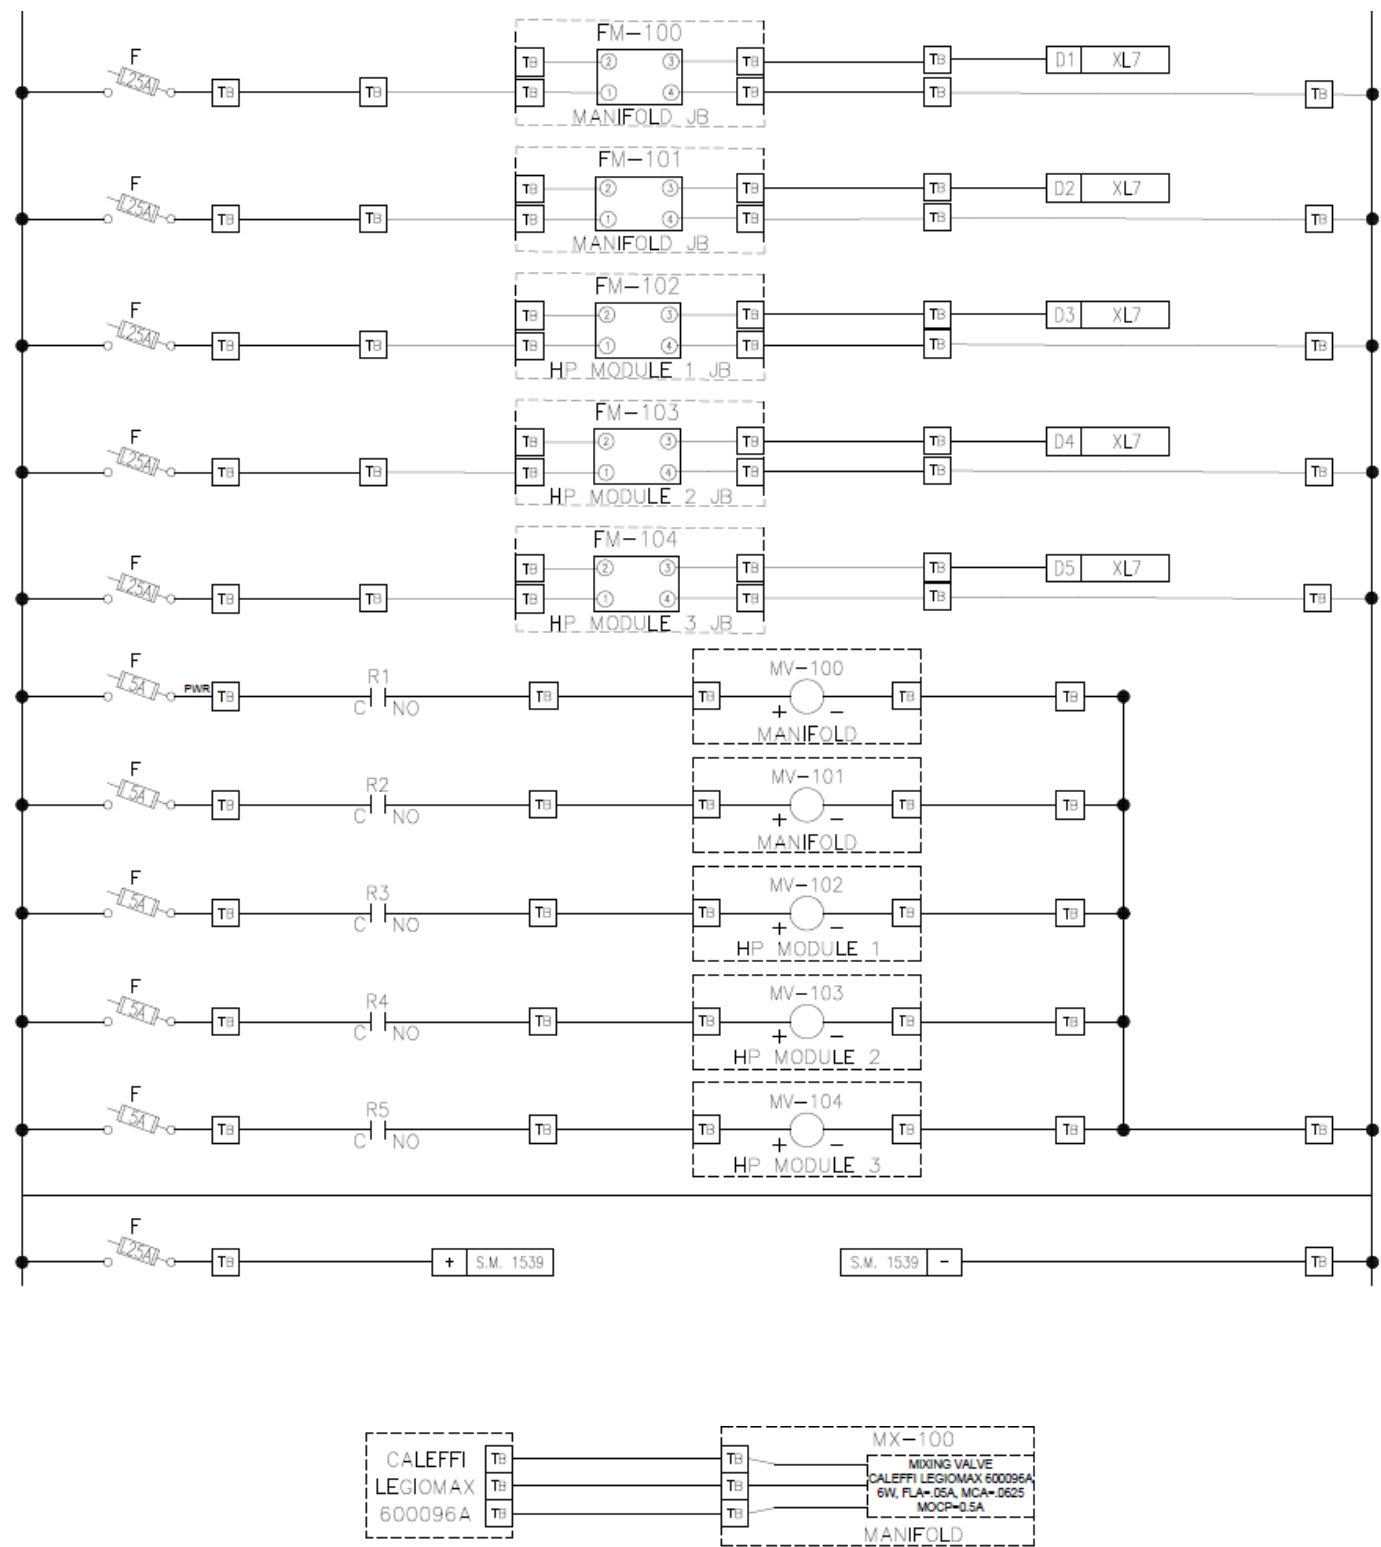 FM-100
F
.25A
TB TB TB 2 3 TB TB D1 XL7
TB 1 4 TB TB TB
MANIFOLD JB
FM-101
F
.25A
TB TB TB 2 3 TB TB D2 XL7
TB 1 4 TB TB TB
MANIFOLD JB
FM-102
F
.25A
TB TB TB 2 3 TB TB D3 XL7
TB 1 4 TB TB TB
HP MODULE 1 JB
FM-103
F
.25A
TB TB TB 2 3 TB TB D4 XL7
TB 1 4 TB TB TB
HP MODULE 2 JB
FM-104
F
.25A
TB TB TB 2 3 TB TB D5 XL7
TB 1 4 TB TB TB
HP MODULE 3 JB
F
.5A
R1
MV-100
PWR TB C NO TB TB + - TB TB
MANIFOLD
F
.5A
R2
MV-101
TB C NO TB TB + - TB TB
MANIFOLD
F
.5A
R3
MV-102
TB C NO TB TB + - TB TB
HP MODULE 1
F
.5A
R4
MV-103
TB C NO TB TB + - TB TB
HP MODULE 2
F
.5A
R5
MV-104
TB C NO TB TB + - TB TB TB
HP MODULE 3
F
.25A
TB + S.M. 1539 S.M. 1539 - TB
CALEFFI TB
LEGIOMAX TB
600096A TB
MX-100
TB
TB
TB
MIXING VALVE
CALEFFI LEGIOMAX 600096A
6W, FLA=.05A, MCA=.0625
MOCP=0.5A
MANIFOLD